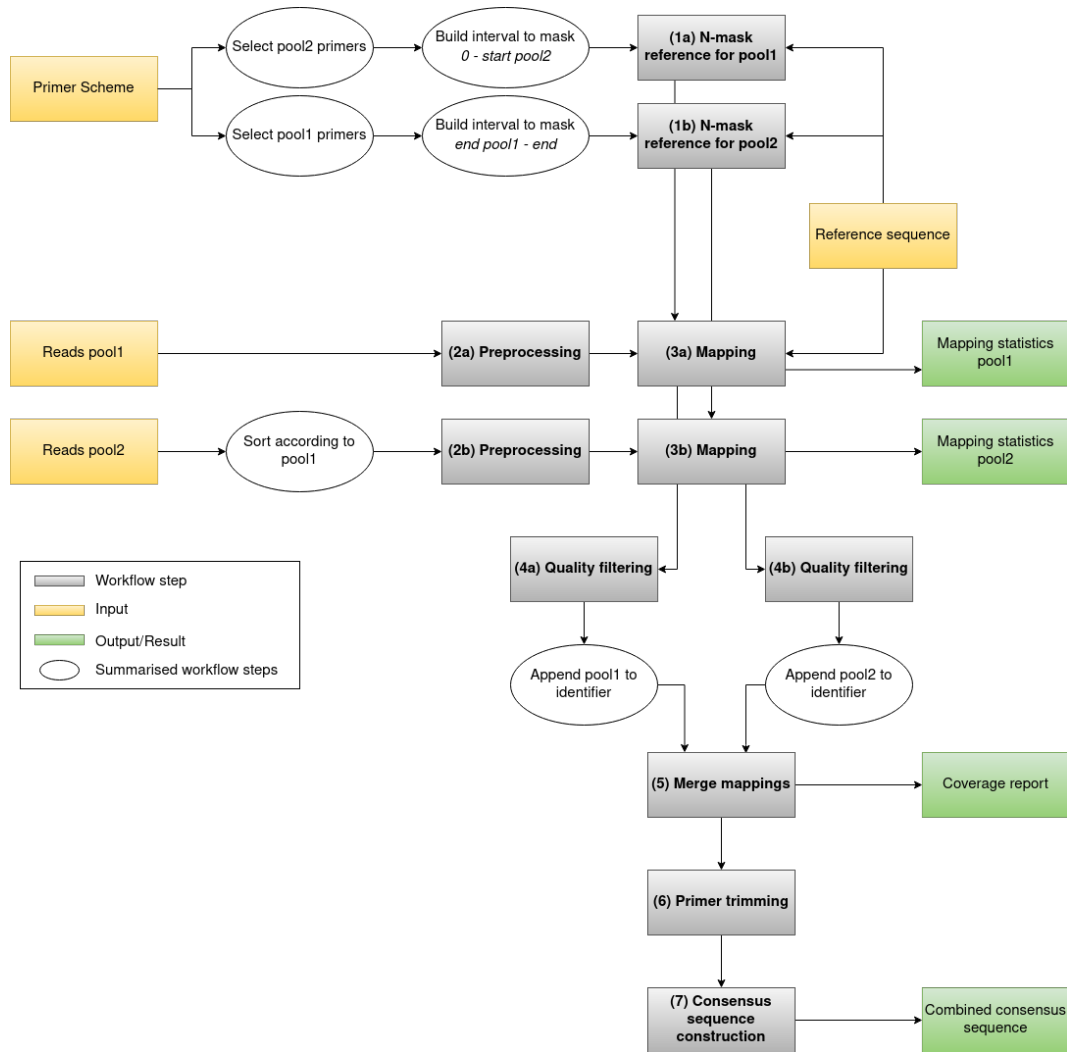 Primer Scheme
Select pool2 primers
Build interval to mask
0 - start pool2
(1a) N-mask
reference for pool1
Select pool1 primers
Build interval to mask
end pool1 - end
(1b) N-mask
reference for pool2
Reference sequence
Reads pool1
(2a) Preprocessing
(3a) Mapping
Mapping statistics
pool1
Reads pool2
Sort according to
pool1
(2b) Preprocessing
(3b) Mapping
Mapping statistics
pool2
(4a) Quality filtering
(4b) Quality filtering
Workflow step
Input
Output/Result
Summarised workflow steps
Append pool1 to
identifier
Append pool2 to
identifier
(5) Merge mappings
Coverage report
(6) Primer trimming
(7) Consensus
sequence
construction
Combined consensus
sequence